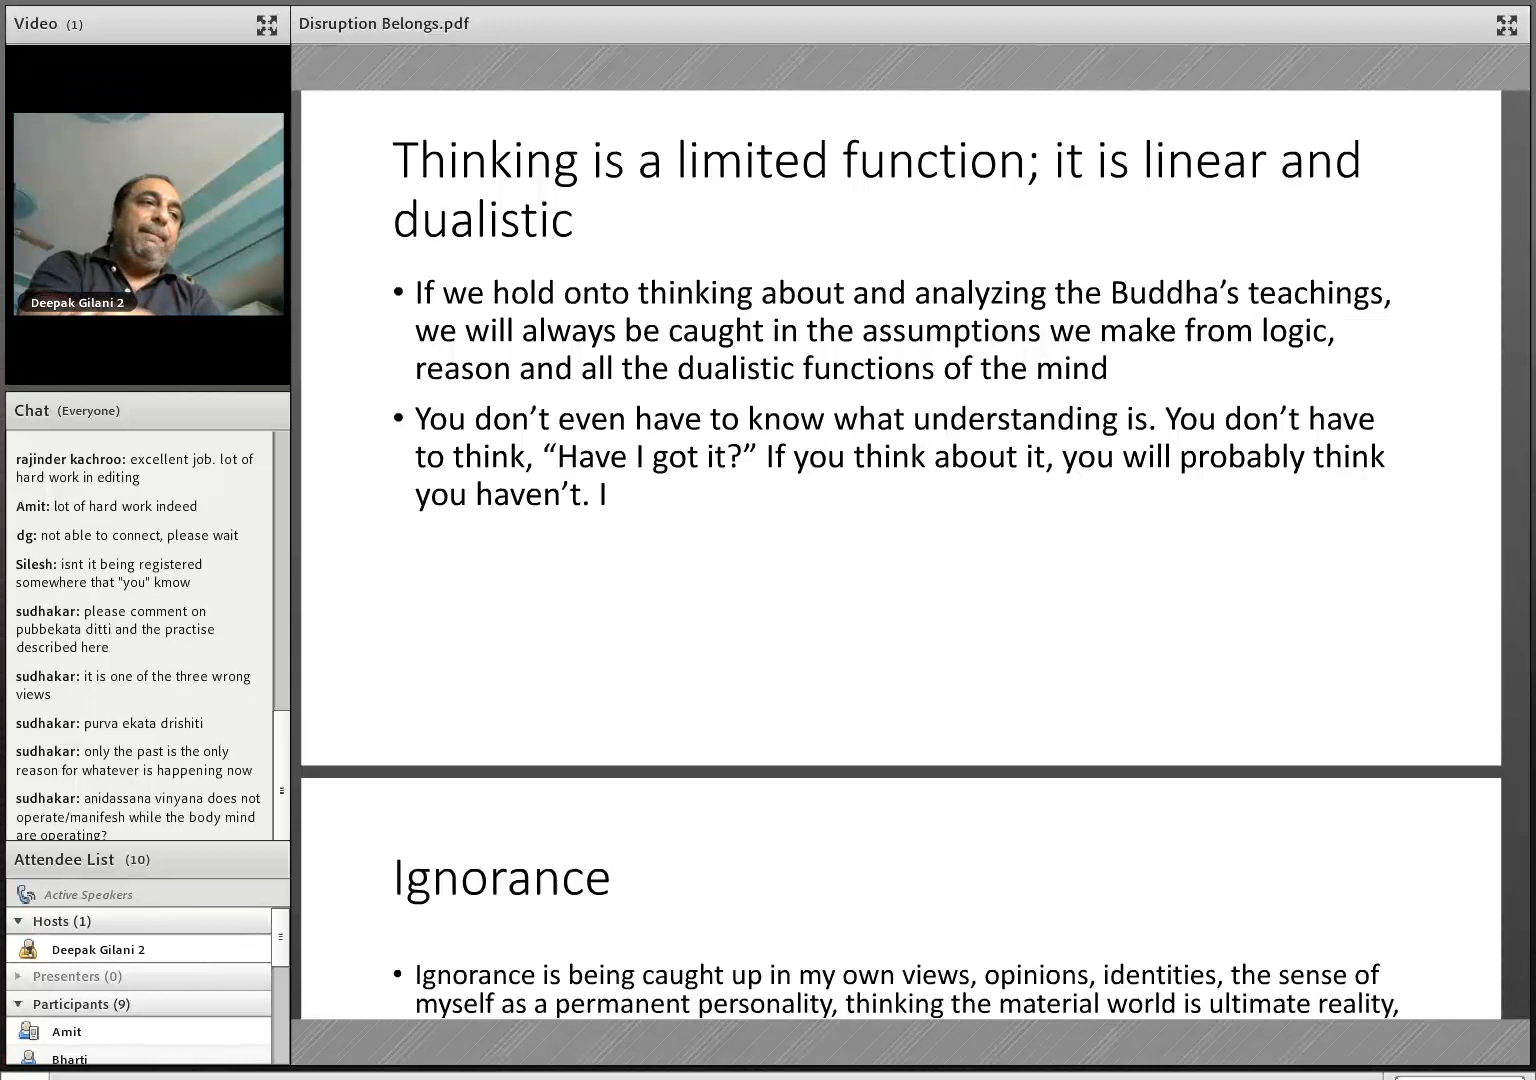 Video (1)
Deepak Gilani 2
Chat (Everyone)
rajinder kachroo: excellent job. lot of
hard work in editing
Amit: lot of hard work indeed
dg: not able to connect, please wait
Silesh: isnt it being registered
somewhere that "you" kmow
sudhakar: please comment on
pubbekata ditti and the practise
described here
sudhakar: it is one of the three wrong
views
sudhakar: purva ekata drishiti
sudhakar: only the past is the only
reason for whatever is happening now
sudhakar: anidassana vinyana does not
operate/manifesh while the body mind
are operating?
Attendee List (10)
Active Speakers
Hosts (1)
Deepak Gilani 2
Presenters (0)
Participants (9)
Amit
Bharti
Disruption Belongs.pdf
Thinking is a limited function; it is linear and
dualistic
• If we hold onto thinking about and analyzing the Buddha’s teachings,
we will always be caught in the assumptions we make from logic,
reason and all the dualistic functions of the mind
• You don’t even have to know what understanding is. You don’t have
to think, “Have I got it?” If you think about it, you will probably think
you haven’t. I
Ignorance
• Ignorance is being caught up in my own views, opinions, identities, the sense of
myself as a permanent personality, thinking the material world is ultimate reality,